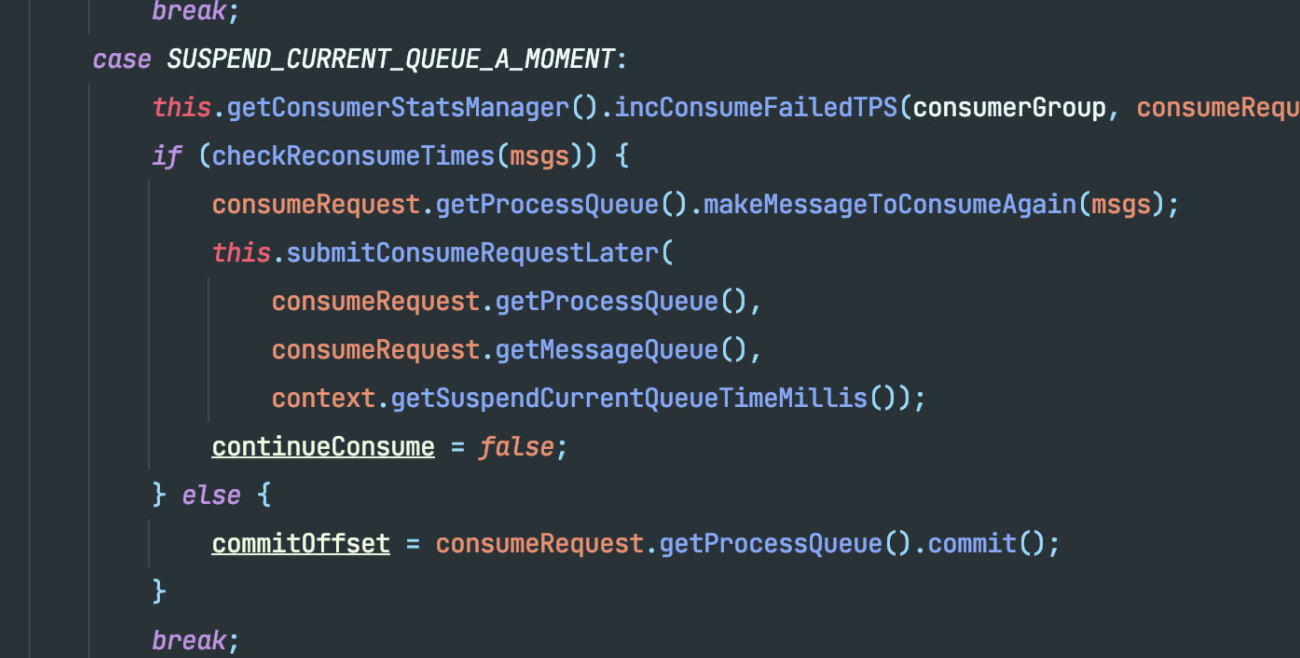 break;
case SUSPEND_CURRENT_QUEUE_A_MOMENT:
this.getConsumerStatsManager().incConsumeFailedTPS(consumerGroup, consumeRequ
if (checkReconsumeTimes(msgs)) {
consumeRequest.getProcessQueue().makeMessageToConsumeAgain(msgs);
this.submitConsumeRequestLater(
consumeRequest.getProcessQueue(),
consumeRequest.getMessageQueue(),
context.getSuspendCurrentQueueTimeMillis());
continueConsume = false;
} else {
commitOffset = consumeRequest.getProcessQueue().commit();
}
break;